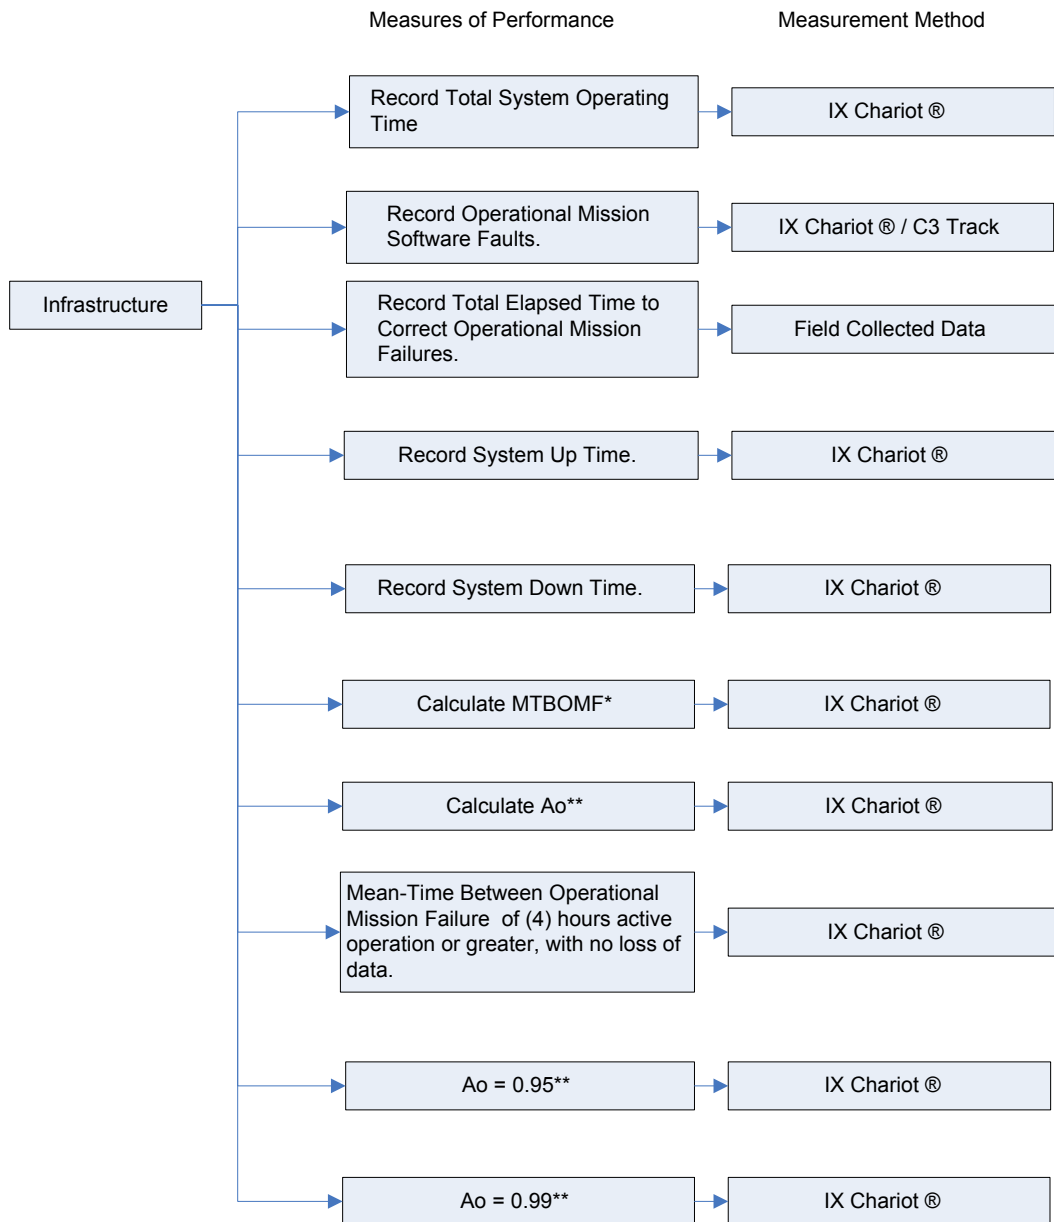 Measures of Performance
Measurement Method
Record Total System Operating
Time
IX Chariot ®
Record Operational Mission
Software Faults.
IX Chariot ® / C3 Track
Infrastructure
Record Total Elapsed Time to
Correct Operational Mission
Failures.
Field Collected Data
Record System Up Time.
IX Chariot ®
Record System Down Time.
IX Chariot ®
Calculate MTBOMF*
IX Chariot ®
Calculate Ao**
IX Chariot ®
Mean-Time Between Operational
Mission Failure of (4) hours active
operation or greater, with no loss of
data.
IX Chariot ®
Ao = 0.95**
IX Chariot ®
Ao = 0.99**
IX Chariot ®